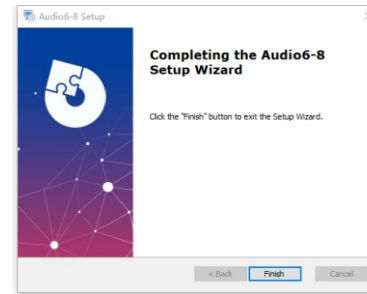 Audio6-8 Setup
Completing the Audio6-8
Setup Wizard
Click the "Finish" button to exit the Setup Wizard.
< Back
Finish
Cancel